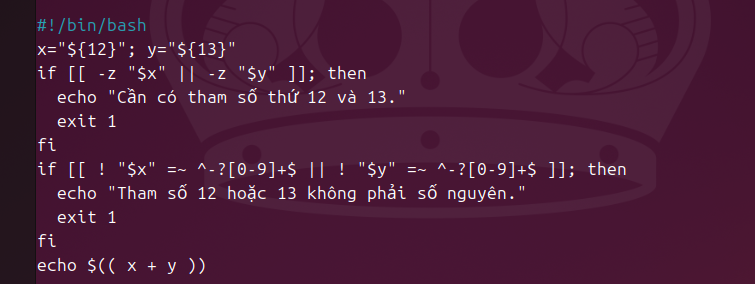 #!/bin/bash
x="${12}"; y="${13}"
if [[ -z "$x" || -z "$y" ]]; then
  echo "Cần có tham số thứ 12 và 13."
  exit 1
fi
if [[ ! "$x" =~ ^-?[0-9]+$ || ! "$y" =~ ^-?[0-9]+$ ]]; then
  echo "Tham số 12 hoặc 13 không phải số nguyên."
  exit 1
fi
echo $(( x + y ))